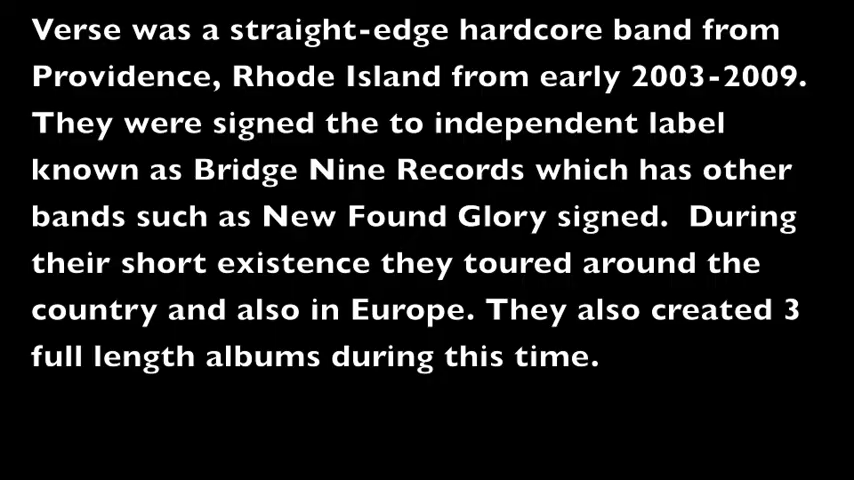 Verse was a straight-edge hardcore band from
Providence, Rhode Island from early 2003-2009.
They were signed the to independent label
known as Bridge Nine Records which has other
bands such as New Found Glory signed.  During
their short existence they toured around the
country and also in Europe. They also created 3
full length albums during this time.